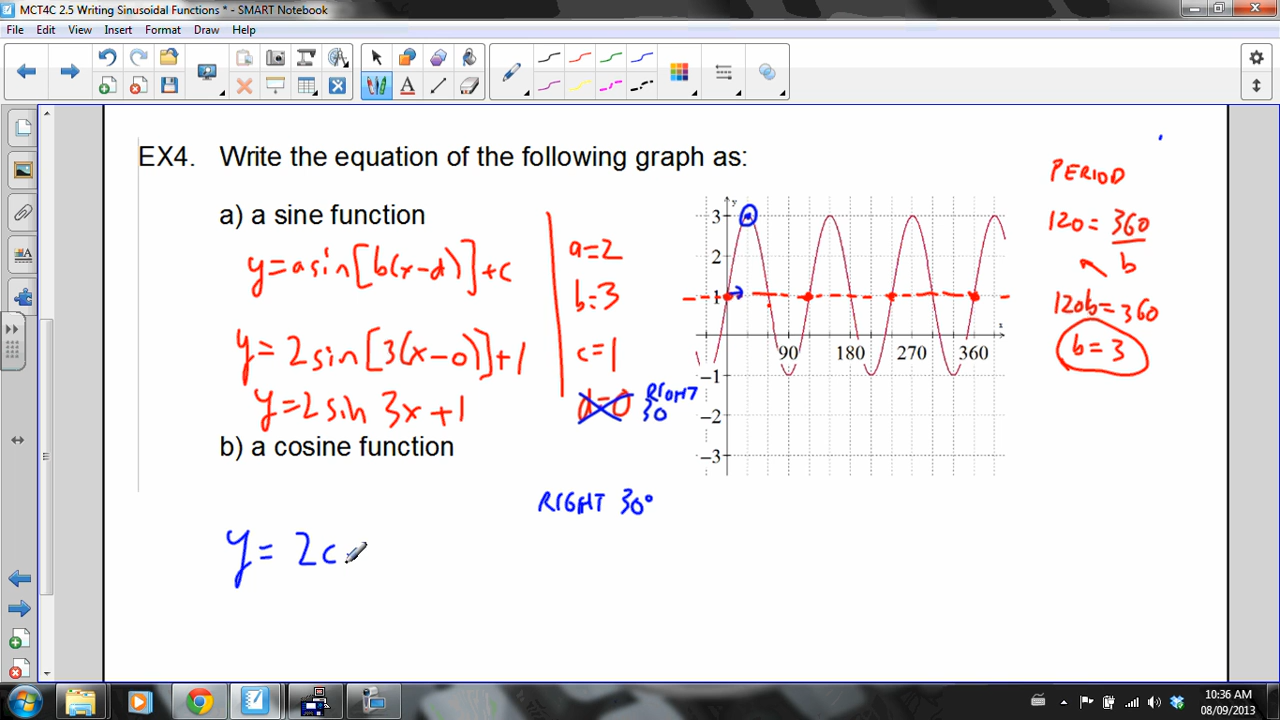 MCT4C 2.5 Writing Sinusoidal Functions * - SMART Notebook
File Edit View Insert Format Draw Help
EX4. Write the equation of the following graph as:
a) a sine function
y=asin[b(x-d)]+c
y=2sin[3(x-0)]+1
y=2sin 3x+1
a=2
b=3
c=1
d=0 RIGHT 30
b) a cosine function
RIGHT 30°
y= 2c
y
3
2
1
-1
-2
-3
90 180 270 360
x
PERIOD
120=360/b
120b=360
b=3
10:36 AM
08/09/2013